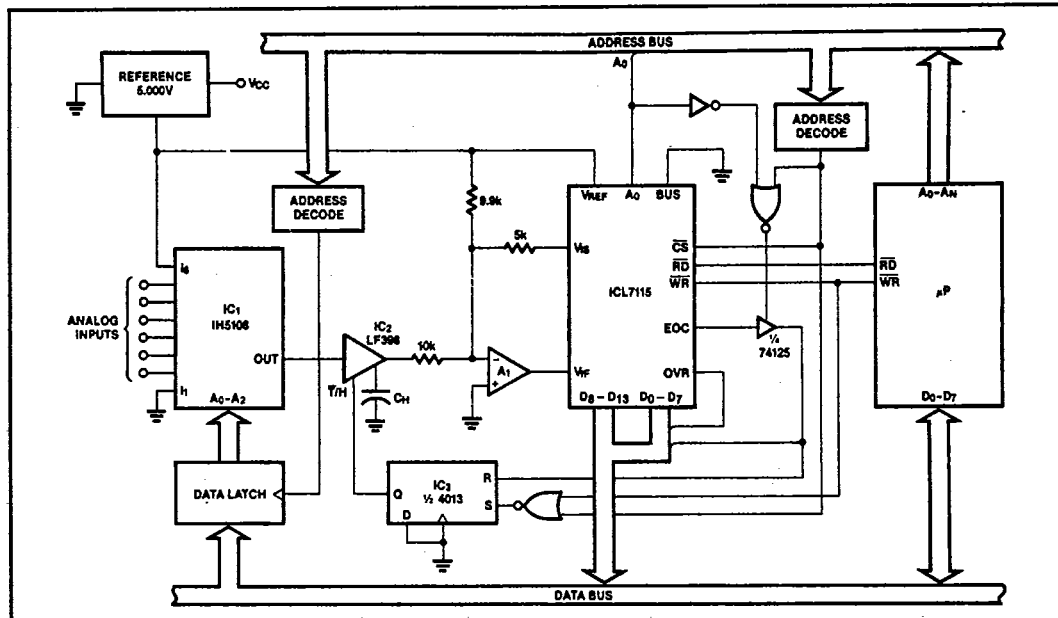 ADDRESS BUS
REFERENCE
5.000V
VCC
A0
ADDRESS
DECODE
ADDRESS
DECODE
9.9k
5k
VREF
A0
BUS
VIS
ICL7115
CS
RD
WR
EOC
OVR
VIF
D8 – D13
D0 – D7
A0–AN
RD
WR
μP
D0–D7
¼
74125
I8
ANALOG
INPUTS
I1
IC1
IH5108
OUT
A0–A2
IC2
LF398
10k
T/H
CH
A1
DATA LATCH
IC3
½ 4013
Q
D
R
S
DATA BUS